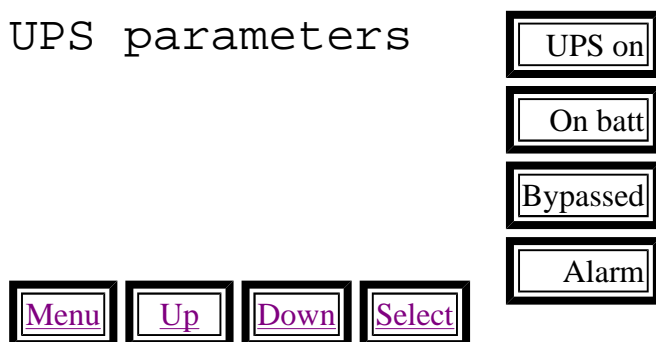 UPS parameters
UPS on
On batt
Bypassed
Alarm
Menu Up Down Select